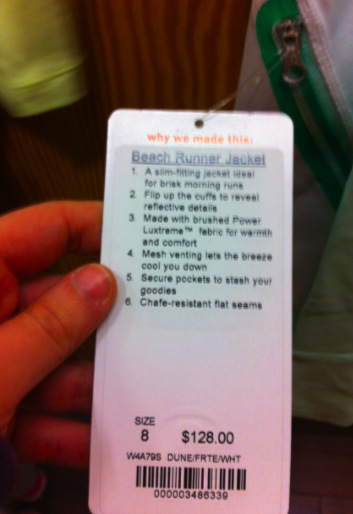 why we made this:
Beach Runner Jacket
1. A slim-fitting jacket ideal
for brisk morning runs
2. Flip up the cuffs to reveal
reflective details
3. Made with brushed Power
Luxtreme™ fabric for warmth
and comfort
4. Mesh venting lets the breeze
cool you down
5. Secure pockets to stash your
goodies
6. Chafe-resistant flat seams
SIZE
8 $128.00
W4A79S DUNE/FRTE/WHT
000003486339